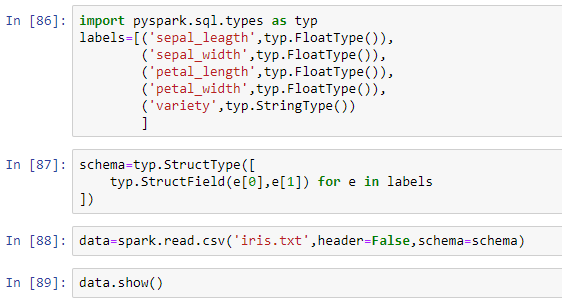 In [86]: import pyspark.sql.types as typ
labels=[('sepal_leagth',typ.FloatType()),
('sepal_width',typ.FloatType()),
('petal_length',typ.FloatType()),
('petal_width',typ.FloatType()),
('variety',typ.StringType())
]
In [87]: schema=typ.StructType([
typ.StructField(e[0],e[1]) for e in labels
])
In [88]: data=spark.read.csv('iris.txt',header=False,schema=schema)
In [89]: data.show()